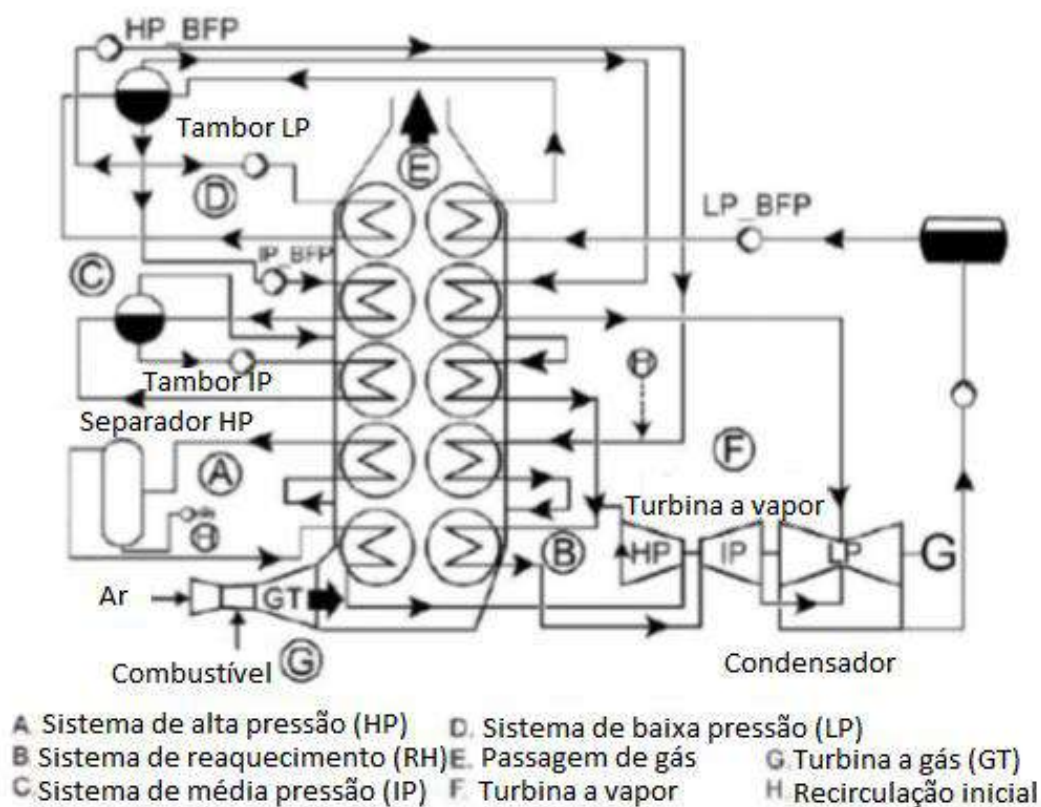 HP_BFP
Tambor LP
D
E
LP_BFP
C
IP_BFP
Tambor IP
H
Separador HP
A
F
Turbina a vapor
H
B
HP
IP
LP
G
Ar
GT
Combustível
G
Condensador
A Sistema de alta pressão (HP)
D. Sistema de baixa pressão (LP)
B Sistema de reaquecimento (RH)
E. Passagem de gás
G. Turbina a gás (GT)
C. Sistema de média pressão (IP)
F. Turbina a vapor
H Recirculação inicial